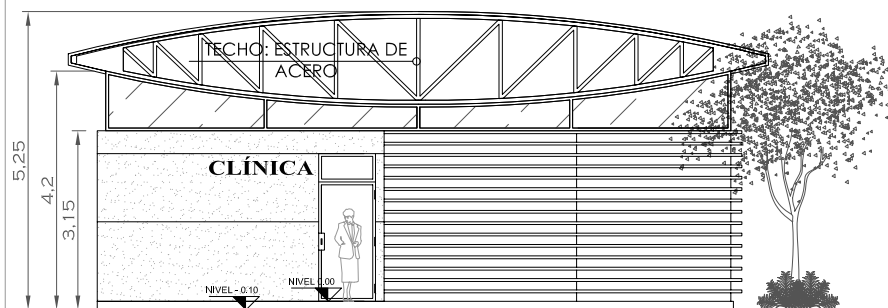 TECHO: ESTRUCTURA DE
ACERO
5,25
4,2
3,15
CLÍNICA
NIVEL - 0.10
NIVEL 0.00